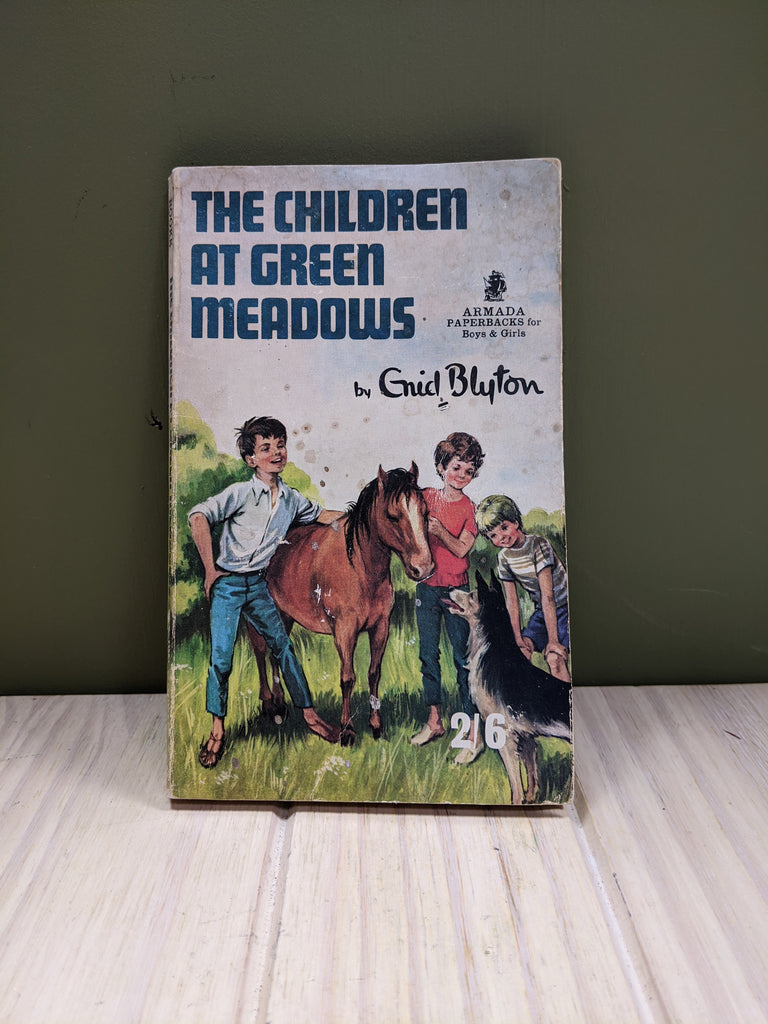 THE CHILDREN
AT GREEN
MEADOWS
ARMADA
PAPERBACKS for
Boys & Girls
by Enid Blyton
2/6